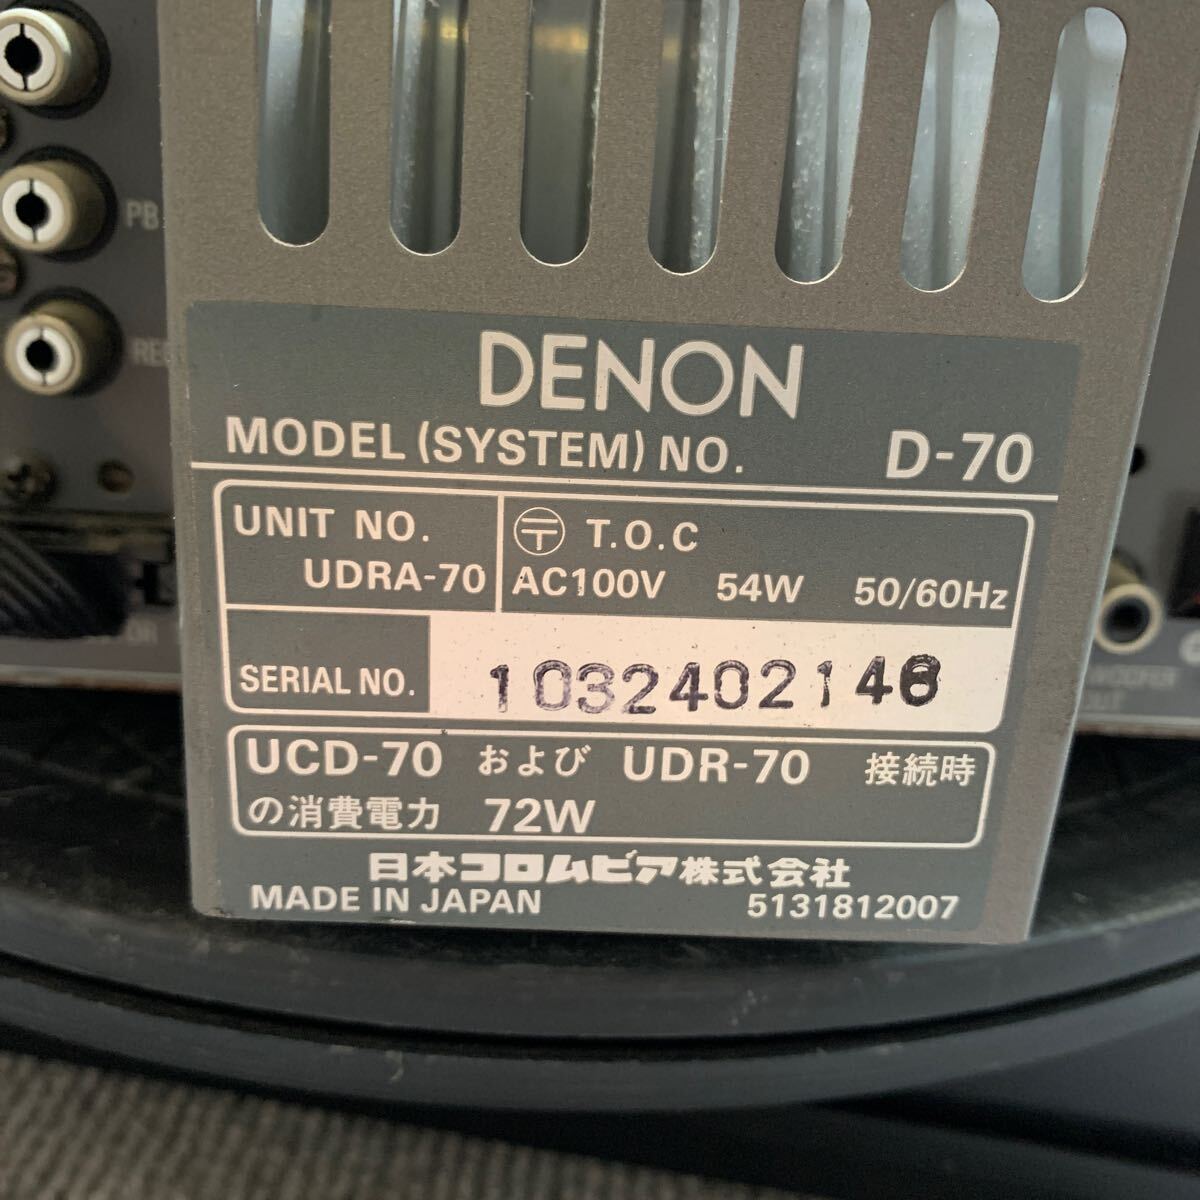 PB
DENON
MODEL (SYSTEM) NO. D-70
UNIT NO.
UDRA-70
〒 T.O.C
AC100V 54W 50/60Hz
SERIAL NO. 1032402148
UCD-70 および UDR-70 接続時
の消費電力 72W
日本コロムビア株式会社
MADE IN JAPAN 5131812007